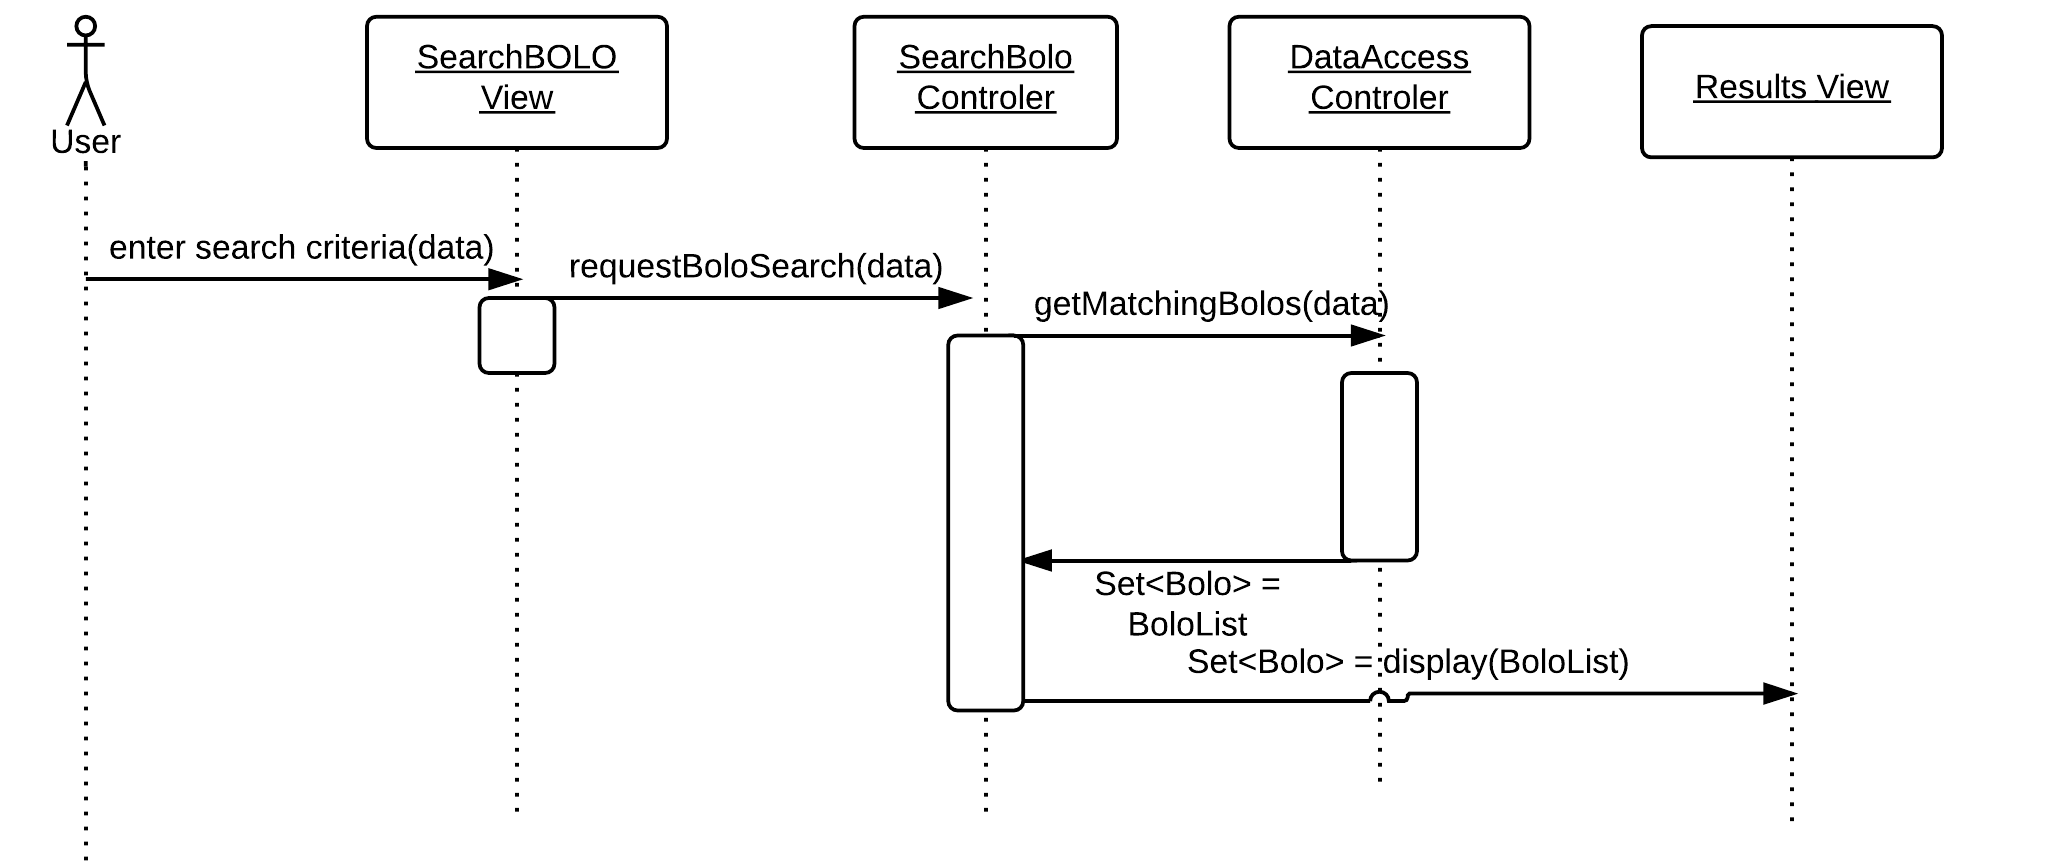 User
SearchBOLO
View
SearchBolo
Controler
DataAccess
Controler
Results View
enter search criteria(data)
requestBoloSearch(data)
getMatchingBolos(data)
Set<Bolo> =
BoloList
Set<Bolo> = display(BoloList)